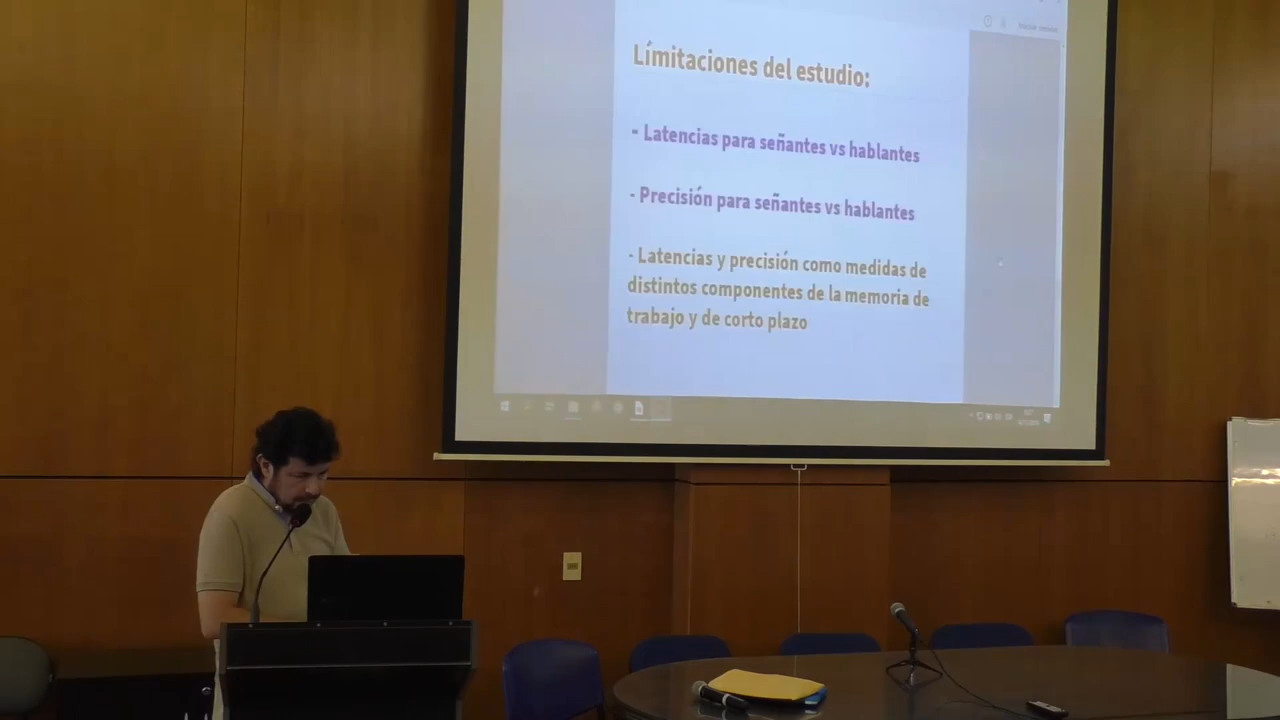 Límitaciones del estudio:
- Latencias para señantes vs hablantes
- Precisión para señantes vs hablantes
- Latencias y precisión como medidas de
distintos componentes de la memoria de
trabajo y de corto plazo